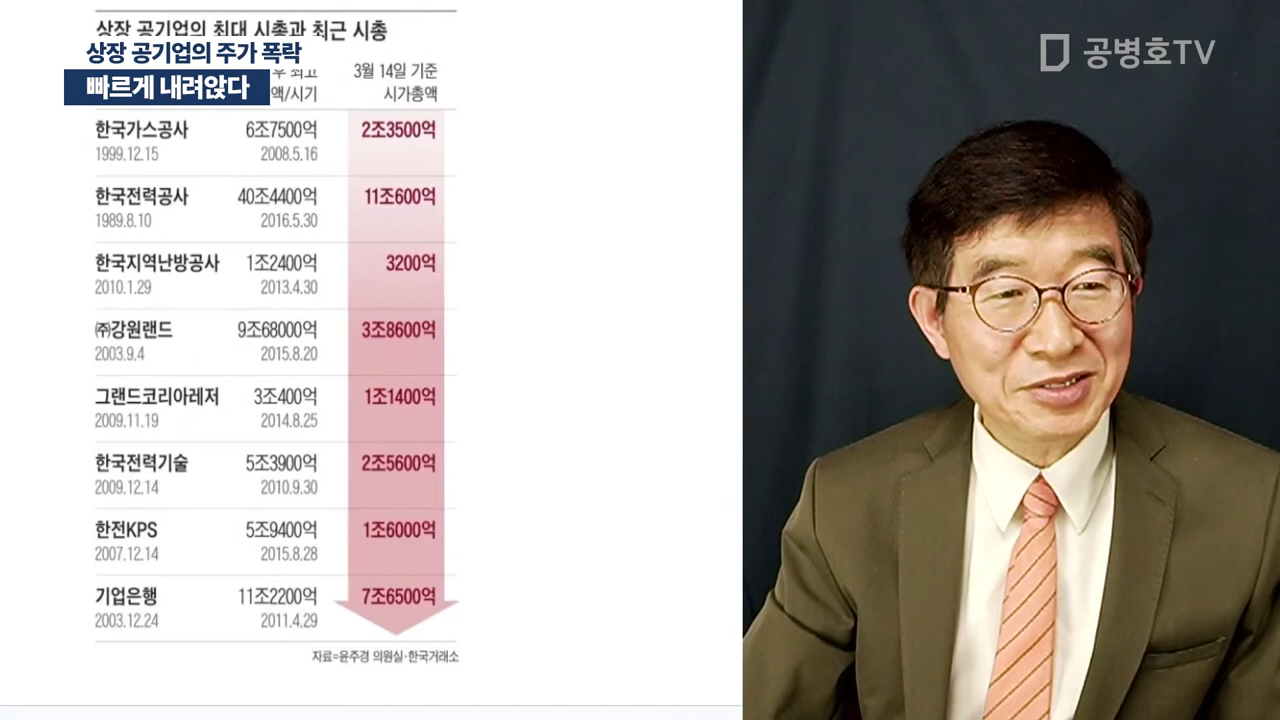 상장 공기업의 최대 시총과 최근 시총
상장 공기업의 주가 폭락
빠르게 내려앉다
공병호TV
후 최고
액/시기
3월 14일 기준
시가총액
한국가스공사 6조7500억 2조3500억
1999.12.15 2008.5.16
한국전력공사 40조4400억 11조600억
1989.8.10 2016.5.30
한국지역난방공사 1조2400억 3200억
2010.1.29 2013.4.30
㈜강원랜드 9조68000억 3조8600억
2003.9.4 2015.8.20
그랜드코리아레저 3조400억 1조1400억
2009.11.19 2014.8.25
한국전력기술 5조3900억 2조5600억
2009.12.14 2010.9.30
한전KPS 5조9400억 1조6000억
2007.12.14 2015.8.28
기업은행 11조2200억 7조6500억
2003.12.24 2011.4.29
자료=윤주경 의원실·한국거래소